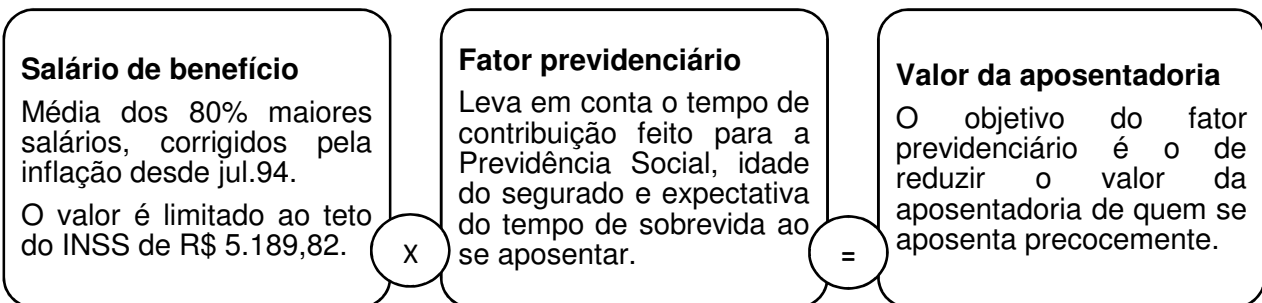 Salário de benefício
Média dos 80% maiores
salários, corrigidos pela
inflação desde jul.94.
O valor é limitado ao teto
do INSS de R$ 5.189,82.
X
Fator previdenciário
Leva em conta o tempo de
contribuição feito para a
Previdência Social, idade
do segurado e expectativa
do tempo de sobrevida ao
se aposentar.
=
Valor da aposentadoria
O objetivo do fator
previdenciário é o de
reduzir o valor da
aposentadoria de quem se
aposenta precocemente.